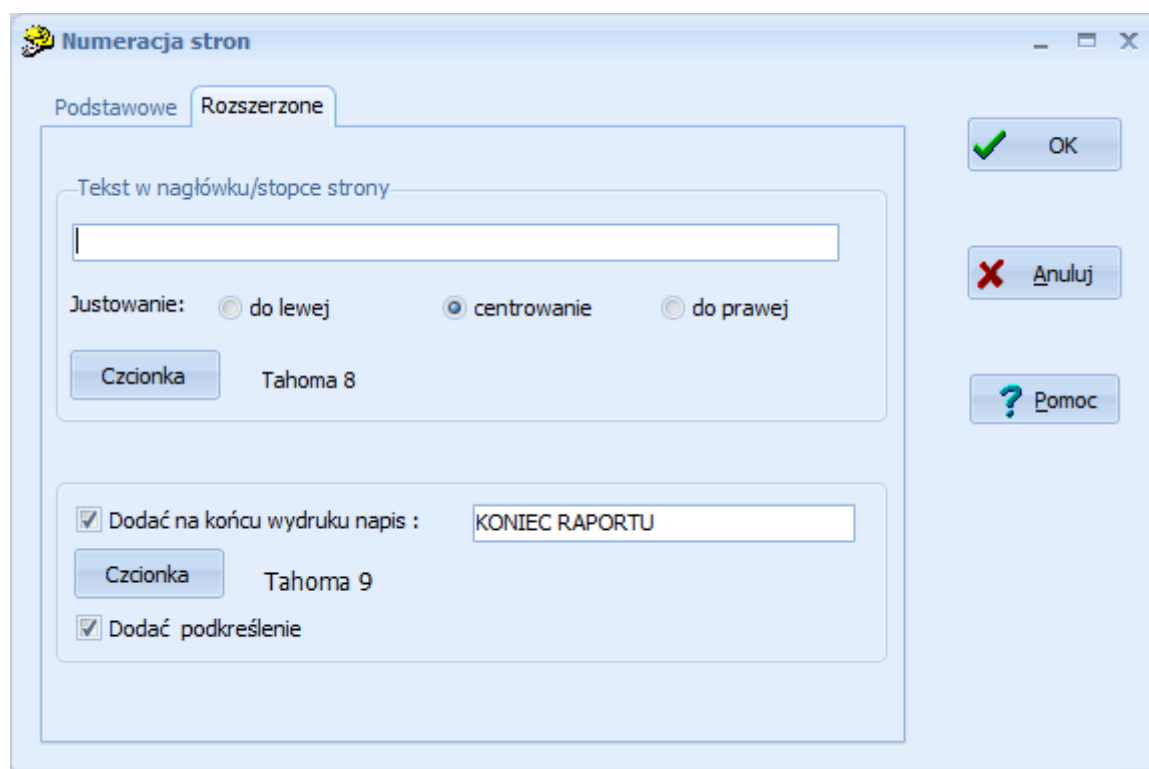 Numeracja stron
Podstawowe Rozszerzone
OK
Tekst w nagłówku/stopce strony
Anuluj
Justowanie: do lewej centrowanie do prawej
Czcionka Tahoma 8
Pomoc
Dodać na końcu wydruku napis : KONIEC RAPORTU
Czcionka Tahoma 9
Dodać podkreślenie